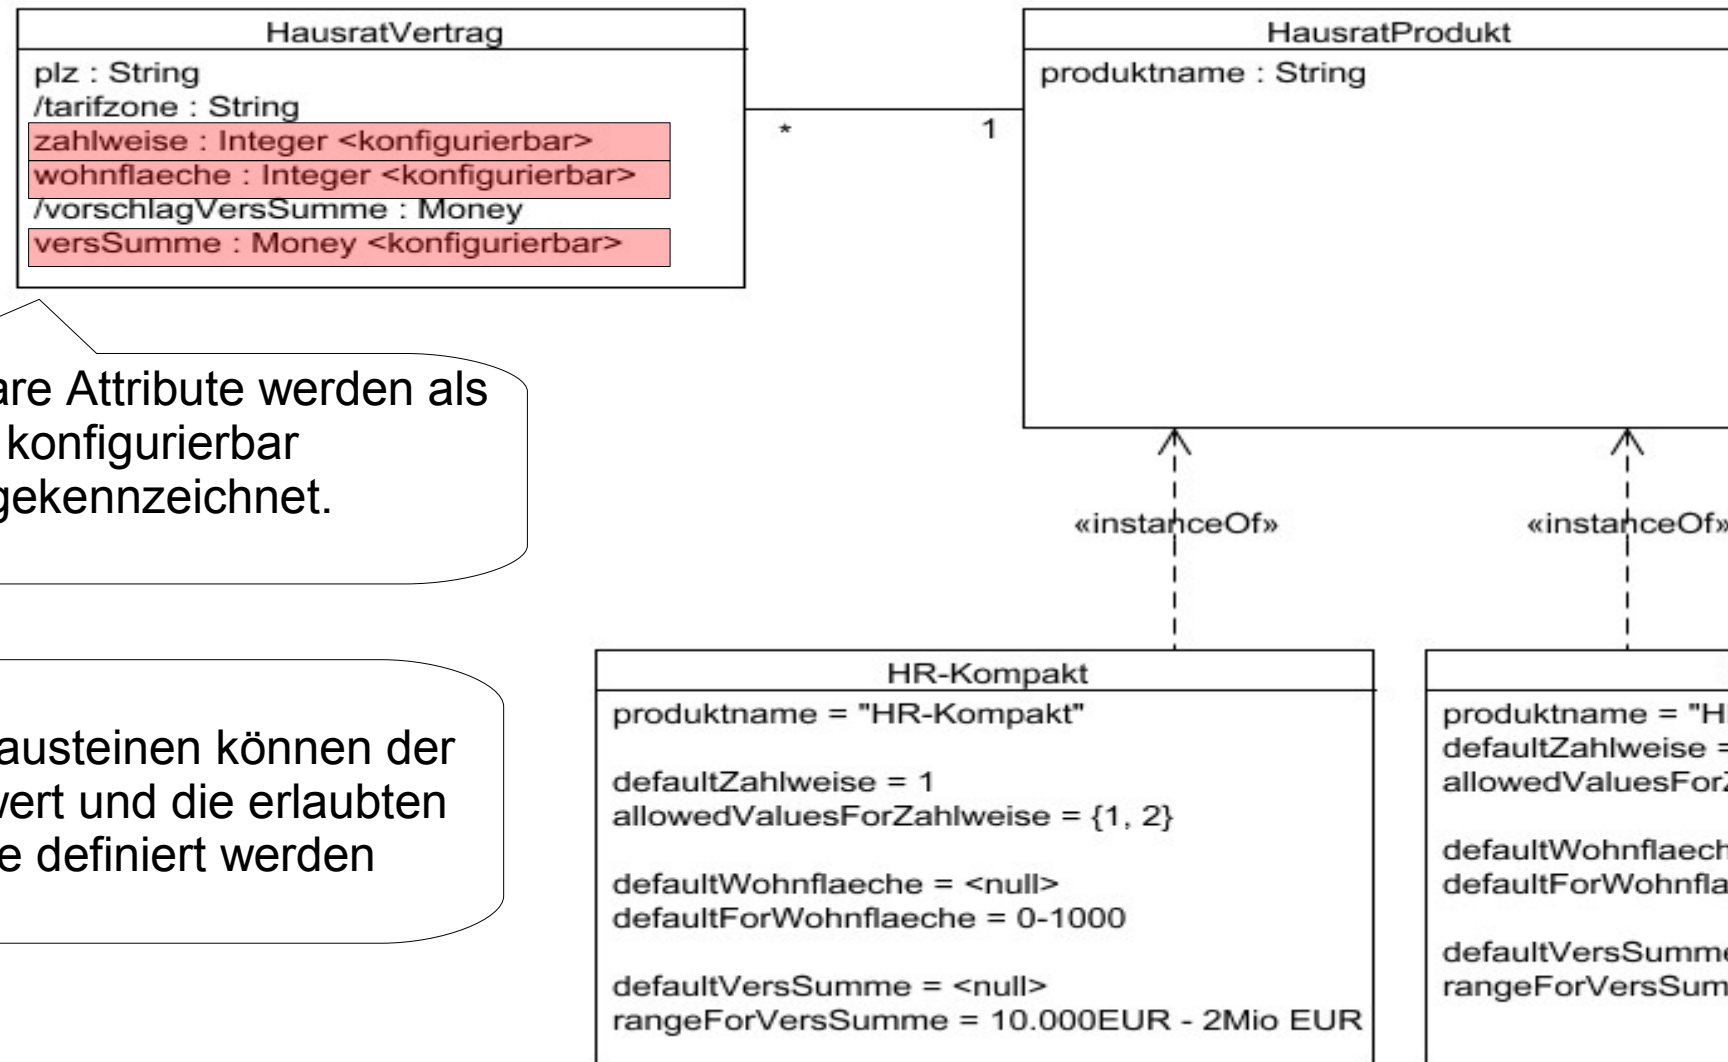 HausratVertrag
plz : String
/tarifzone : String
zahlweise : Integer <konfigurierbar>
wohnflaeche : Integer <konfigurierbar>
/vorschlagVersSumme : Money
versSumme : Money <konfigurierbar>
*
1
HausratProdukt
produktname : String
are Attribute werden als
konfigurierbar
gekennzeichnet.
«instanceOf»
«instanceOf»
austeinen können der
wert und die erlaubten
e definiert werden
HR-Kompakt
produktname = "HR-Kompakt"
defaultZahlweise = 1
allowedValuesForZahlweise = {1, 2}
defaultWohnflaeche = <null>
defaultForWohnflaeche = 0-1000
defaultVersSumme = <null>
rangeForVersSumme = 10.000EUR - 2Mio EUR
produktname = "H
defaultZahlweise =
allowedValuesForZ
defaultWohnflaech
defaultForWohnfla
defaultVersSumme
rangeForVersSum